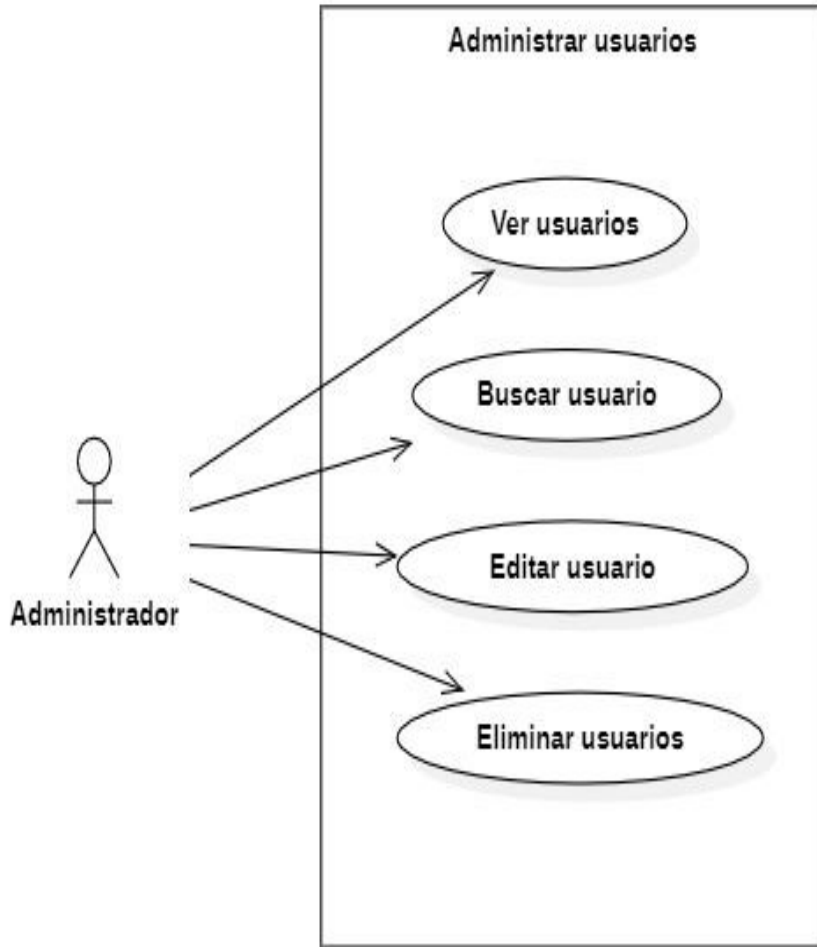 Administrar usuarios
Ver usuarios
Buscar usuario
Editar usuario
Administrador
Eliminar usuarios